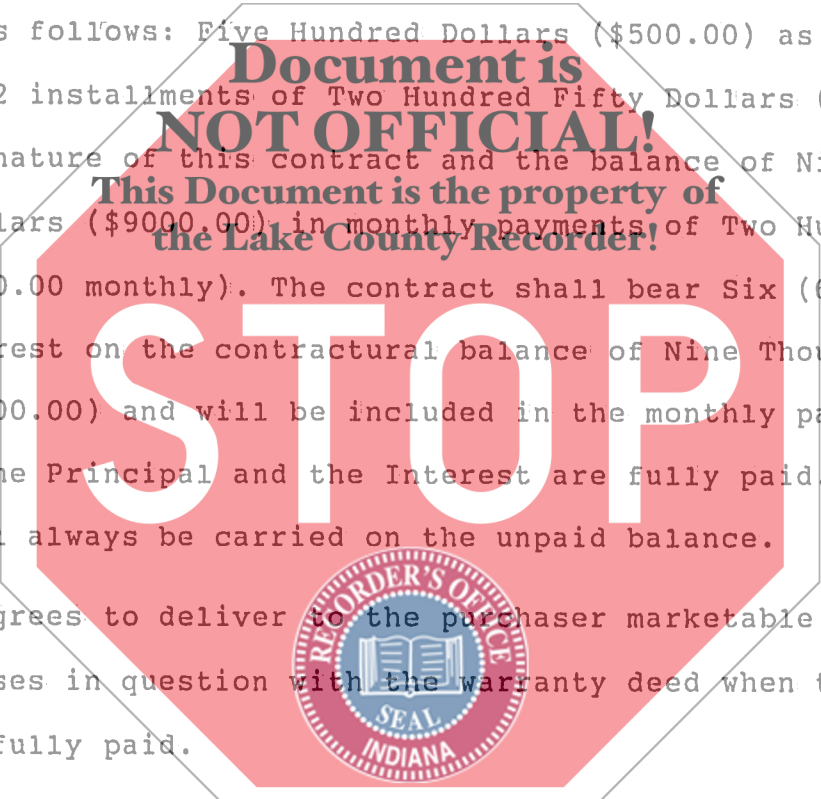 s follows: Five Hundred Dollars ($500.00) as
Document is
2 installments of Two Hundred Fifty Dollars (
NOT OFFICIAL!
nature of this contract and the balance of Ni
This Document is the property of
lars ($9000.00) in monthly payments of Two Hu
the Lake County Recorder!
0.00 monthly). The contract shall bear Six (6
rest on the contractural balance of Nine Thou
00.00) and will be included in the monthly pa
ne Principal and the Interest are fully paid.
STOP
l always be carried on the unpaid balance.
grees to deliver to the purchaser marketable
ses in question with the warranty deed when t
fully paid.
RECORDER'S OFFICE
SEAL
INDIANA